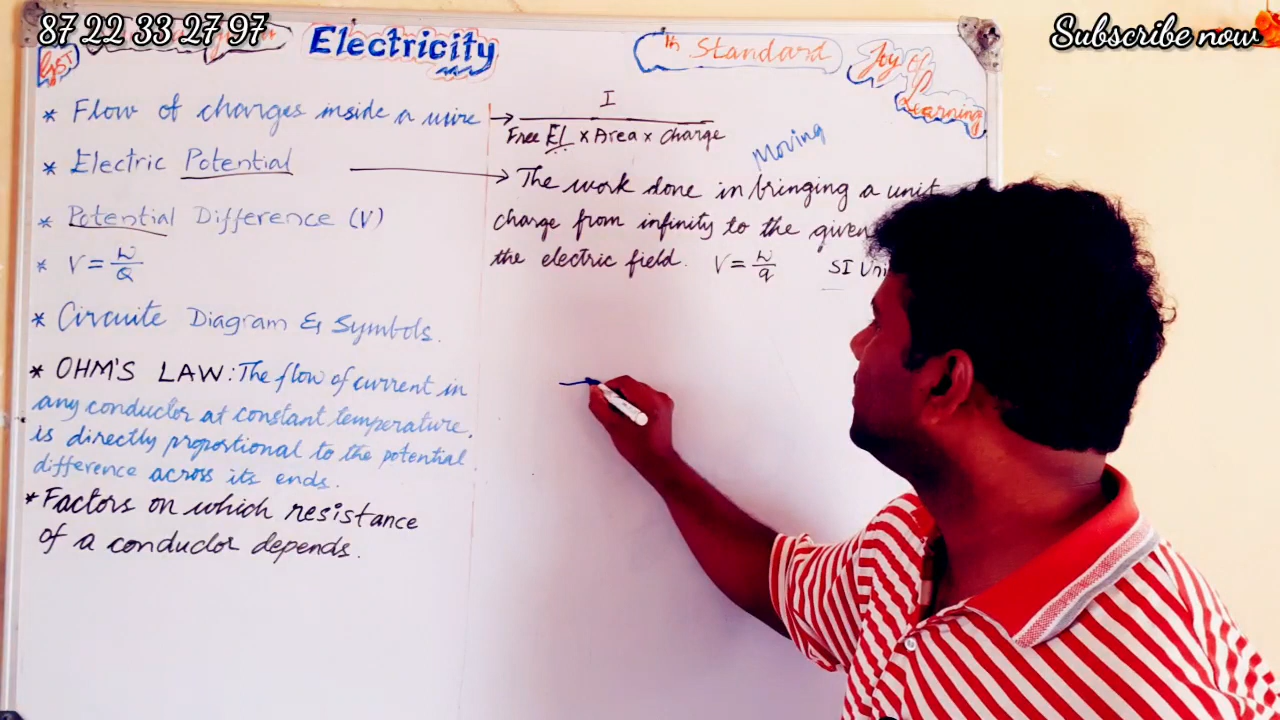 87 22 33 27 97
Subscribe now
Electricity
th Standard
Joy of
Learning
* Flow of charges inside a wire
I
Free El × Area × Charge
Moving
* Electric Potential
The work done in bringing a unit
charge from infinity to the given
the electric field. V = W/q SI Uni
* Potential Difference (V)
* V = W/Q
* Circuite Diagram & Symbols.
* OHM'S LAW: The flow of current in
any conductor at constant temperature,
is directly proportional to the potential
difference across its ends.
* Factors on which resistance
of a conductor depends.